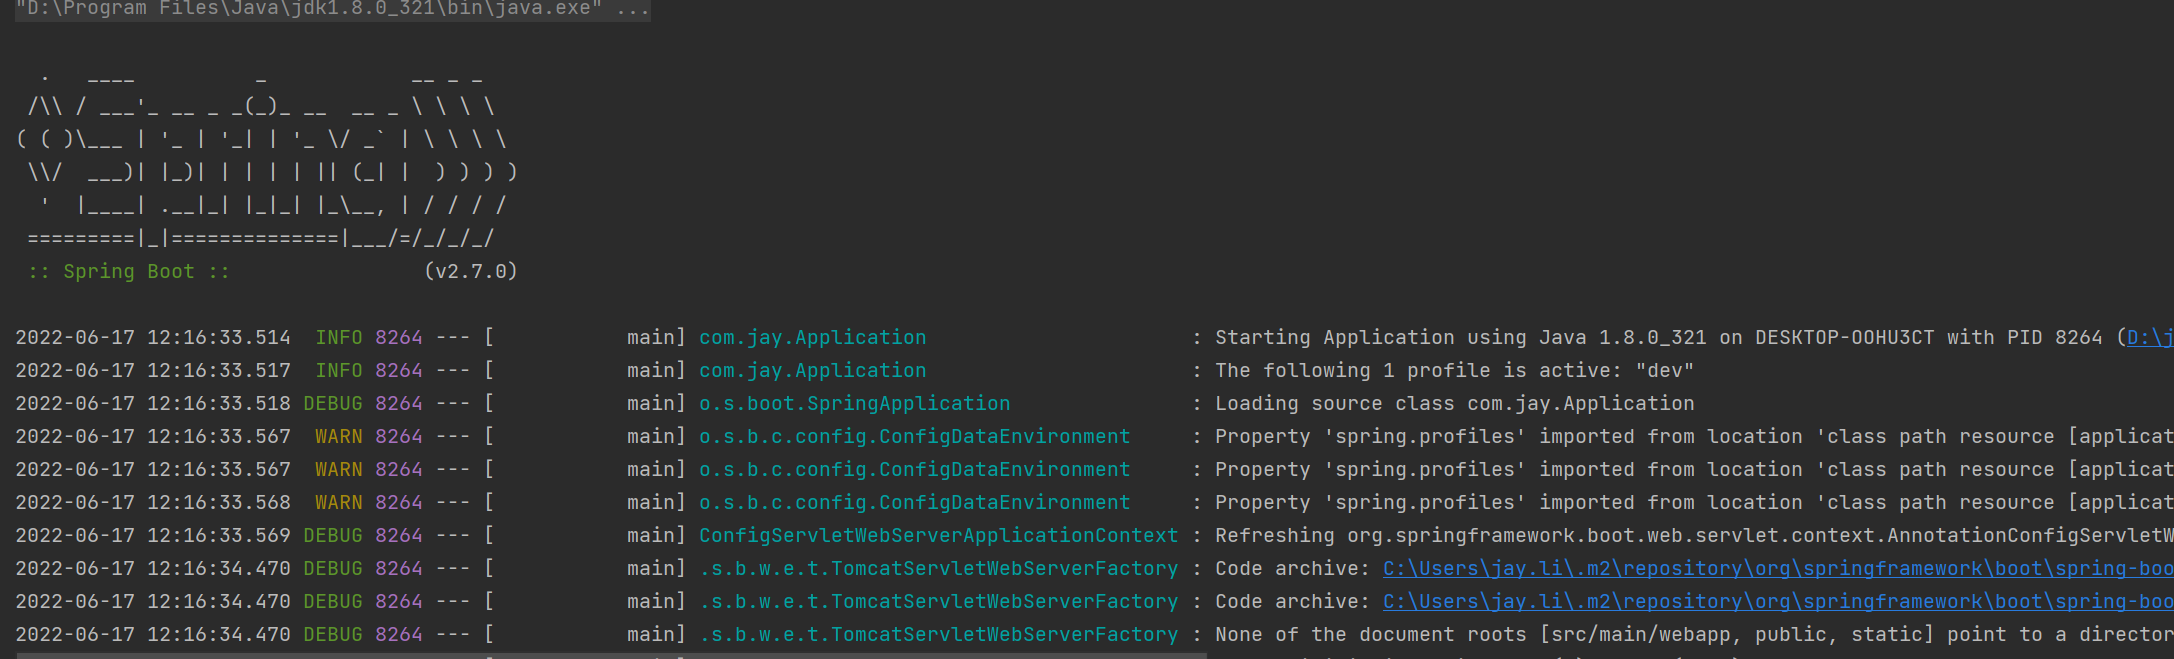 "D:\Program Files\Java\jdk1.8.0_321\bin\java.exe" ...
  .   ____          _            __ _ _
 /\\ / ___'_ __ _ _(_)_ __  __ _ \ \ \ \
( ( )\___ | '_ | '_| | '_ \/ _` | \ \ \ \
 \\/  ___)| |_)| | | | | || (_| |  ) ) ) )
  '  |____| .__|_| |_|_| |_\__, | / / / /
 =========|_|==============|___/=/_/_/_/
 :: Spring Boot ::                (v2.7.0)
2022-06-17 12:16:33.514  INFO 8264 --- [           main] com.jay.Application                      : Starting Application using Java 1.8.0_321 on DESKTOP-OOHU3CT with PID 8264 (D:\j
2022-06-17 12:16:33.517  INFO 8264 --- [           main] com.jay.Application                      : The following 1 profile is active: "dev"
2022-06-17 12:16:33.518 DEBUG 8264 --- [           main] o.s.boot.SpringApplication               : Loading source class com.jay.Application
2022-06-17 12:16:33.567  WARN 8264 --- [           main] o.s.b.c.config.ConfigDataEnvironment     : Property 'spring.profiles' imported from location 'class path resource [applicat
2022-06-17 12:16:33.567  WARN 8264 --- [           main] o.s.b.c.config.ConfigDataEnvironment     : Property 'spring.profiles' imported from location 'class path resource [applicat
2022-06-17 12:16:33.568  WARN 8264 --- [           main] o.s.b.c.config.ConfigDataEnvironment     : Property 'spring.profiles' imported from location 'class path resource [applicat
2022-06-17 12:16:33.569 DEBUG 8264 --- [           main] ConfigServletWebServerApplicationContext : Refreshing org.springframework.boot.web.servlet.context.AnnotationConfigServletW
2022-06-17 12:16:34.470 DEBUG 8264 --- [           main] .s.b.w.e.t.TomcatServletWebServerFactory : Code archive: C:\Users\jay.li\.m2\repository\org\springframework\boot\spring-boo
2022-06-17 12:16:34.470 DEBUG 8264 --- [           main] .s.b.w.e.t.TomcatServletWebServerFactory : Code archive: C:\Users\jay.li\.m2\repository\org\springframework\boot\spring-boo
2022-06-17 12:16:34.470 DEBUG 8264 --- [           main] .s.b.w.e.t.TomcatServletWebServerFactory : None of the document roots [src/main/webapp, public, static] point to a director